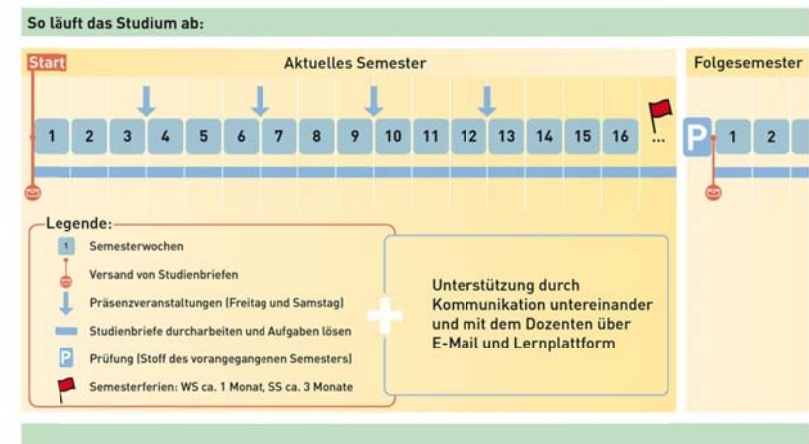 So läuft das Studium ab:
Start
Aktuelles Semester
Folgesemester
1 2 3 4 5 6 7 8 9 10 11 12 13 14 15 16 ...
P 1 2
Legende:
1 Semesterwochen
Versand von Studienbriefen
Präsenzveranstaltungen (Freitag und Samstag)
Studienbriefe durcharbeiten und Aufgaben lösen
P Prüfung (Stoff des vorangegangenen Semesters)
Semesterferien: WS ca. 1 Monat, SS ca. 3 Monate
Unterstützung durch
Kommunikation untereinander
und mit dem Dozenten über
E-Mail und Lernplattform